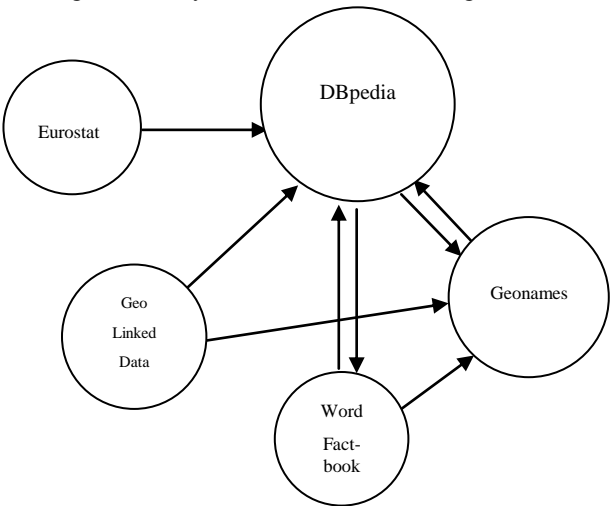 DBpedia
Eurostat
Geonames
Geo
Linked
Data
Word
Fact-
book